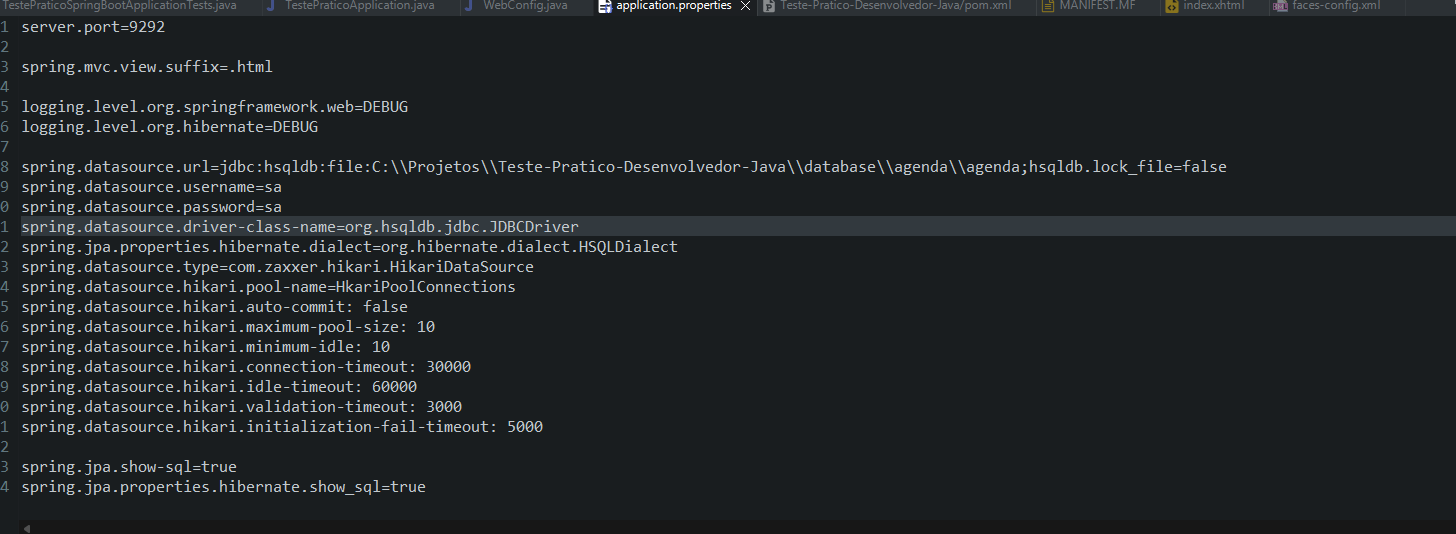 TestePraticoSpringBootApplicationTests.java TestePraticoApplication.java WebConfig.java application.properties Teste-Pratico-Desenvolvedor-Java/pom.xml MANIFEST.MF index.xhtml faces-config.xml
1 server.port=9292
2
3 spring.mvc.view.suffix=.html
4
5 logging.level.org.springframework.web=DEBUG
6 logging.level.org.hibernate=DEBUG
7
8 spring.datasource.url=jdbc:hsqldb:file:C:\\Projetos\\Teste-Pratico-Desenvolvedor-Java\\database\\agenda\\agenda;hsqldb.lock_file=false
9 spring.datasource.username=sa
0 spring.datasource.password=sa
1 spring.datasource.driver-class-name=org.hsqldb.jdbc.JDBCDriver
2 spring.jpa.properties.hibernate.dialect=org.hibernate.dialect.HSQLDialect
3 spring.datasource.type=com.zaxxer.hikari.HikariDataSource
4 spring.datasource.hikari.pool-name=HkariPoolConnections
5 spring.datasource.hikari.auto-commit: false
6 spring.datasource.hikari.maximum-pool-size: 10
7 spring.datasource.hikari.minimum-idle: 10
8 spring.datasource.hikari.connection-timeout: 30000
9 spring.datasource.hikari.idle-timeout: 60000
0 spring.datasource.hikari.validation-timeout: 3000
1 spring.datasource.hikari.initialization-fail-timeout: 5000
2
3 spring.jpa.show-sql=true
4 spring.jpa.properties.hibernate.show_sql=true